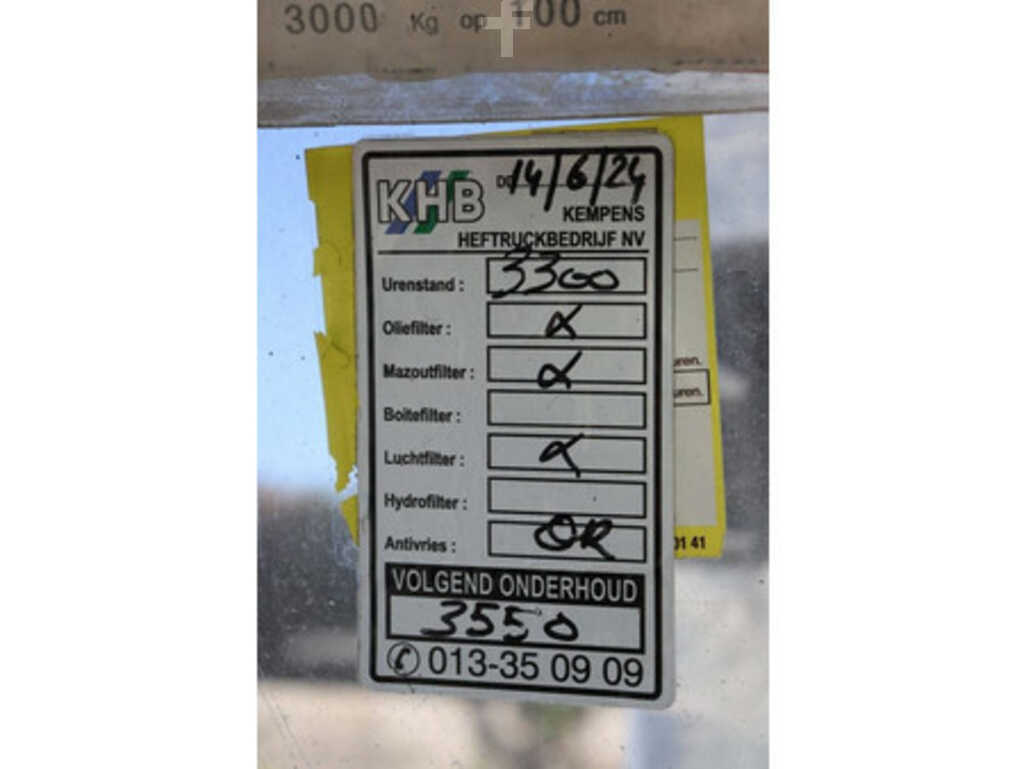 3000 Kg op 100 cm
f
KHB
14/6/24
KEMPENS
HEFTRUCKBEDRIJF NV
Urenstand : 3300
Oliefilter : X
Mazoutfilter : X
Boitefilter :
Luchtfilter : X
Hydrofilter :
Antivries : OK
VOLGEND ONDERHOUD
3550
013-35 09 09
uren.
uren.
01 41